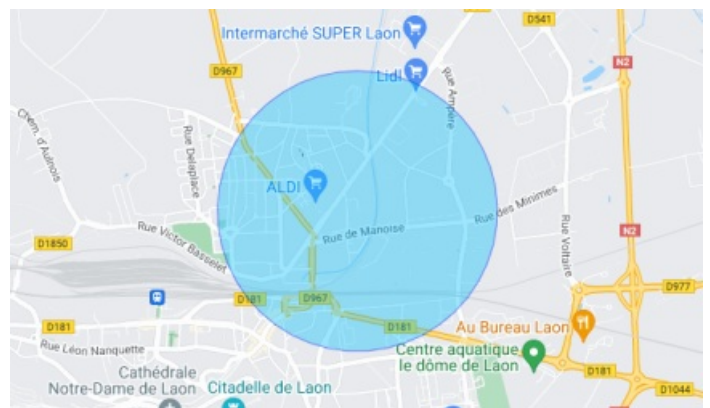 D541
Intermarché SUPER Laon
N2
D967
Lidl
Rue Ampère
Chem. d'Aulnois
Rue Delaplace
ALDI
Rue des Minimes
Rue de Manoise
Rue Victor Basselet
Rue Voltaire
N2
D1850
D977
D181
D967
D181
D181
Au Bureau Laon
Rue Léon Nanquette
Centre aquatique
le dôme de Laon
D181
Cathédrale
Notre-Dame de Laon
Citadelle de Laon
D1044